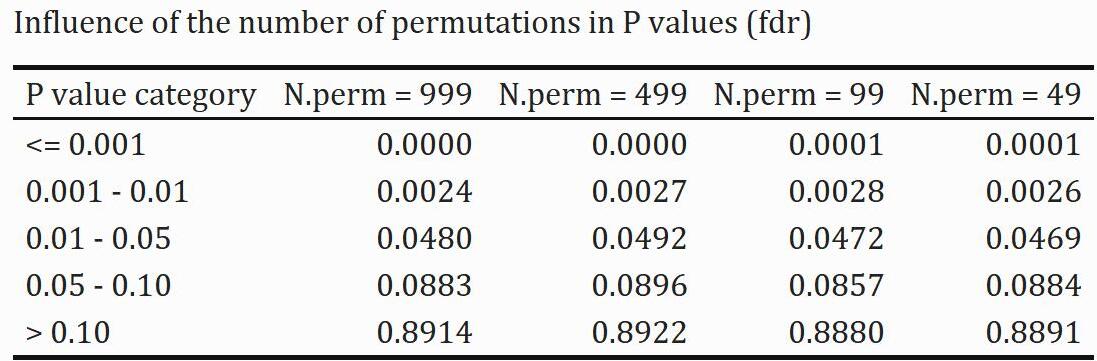 Influence of the number of permutations in P values (fdr)
P value category N.perm = 999 N.perm = 499 N.perm = 99 N.perm = 49
<= 0.001 0.0000 0.0000 0.0001 0.0001
0.001 - 0.01 0.0024 0.0027 0.0028 0.0026
0.01 - 0.05 0.0480 0.0492 0.0472 0.0469
0.05 - 0.10 0.0883 0.0896 0.0857 0.0884
> 0.10 0.8914 0.8922 0.8880 0.8891